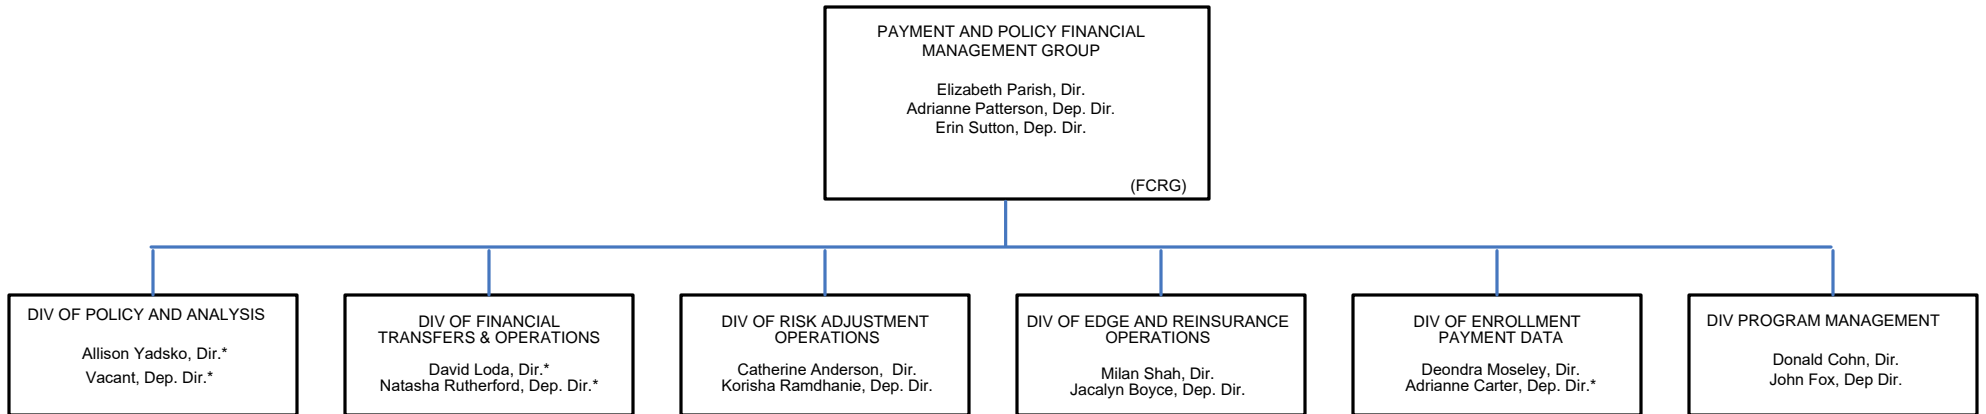 PAYMENT AND POLICY FINANCIAL
MANAGEMENT GROUP
Elizabeth Parish, Dir.
Adrianne Patterson, Dep. Dir.
Erin Sutton, Dep. Dir.
(FCRG)
DIV OF POLICY AND ANALYSIS
Allison Yadsko, Dir.*
Vacant, Dep. Dir.*
DIV OF FINANCIAL
TRANSFERS & OPERATIONS
David Loda, Dir.*
Natasha Rutherford, Dep. Dir.*
DIV OF RISK ADJUSTMENT
OPERATIONS
Catherine Anderson, Dir.
Korisha Ramdhanie, Dep. Dir.
DIV OF EDGE AND REINSURANCE
OPERATIONS
Milan Shah, Dir.
Jacalyn Boyce, Dep. Dir.
DIV OF ENROLLMENT
PAYMENT DATA
Deondra Moseley, Dir.
Adrianne Carter, Dep. Dir.*
DIV PROGRAM MANAGEMENT
Donald Cohn, Dir.
John Fox, Dep Dir.